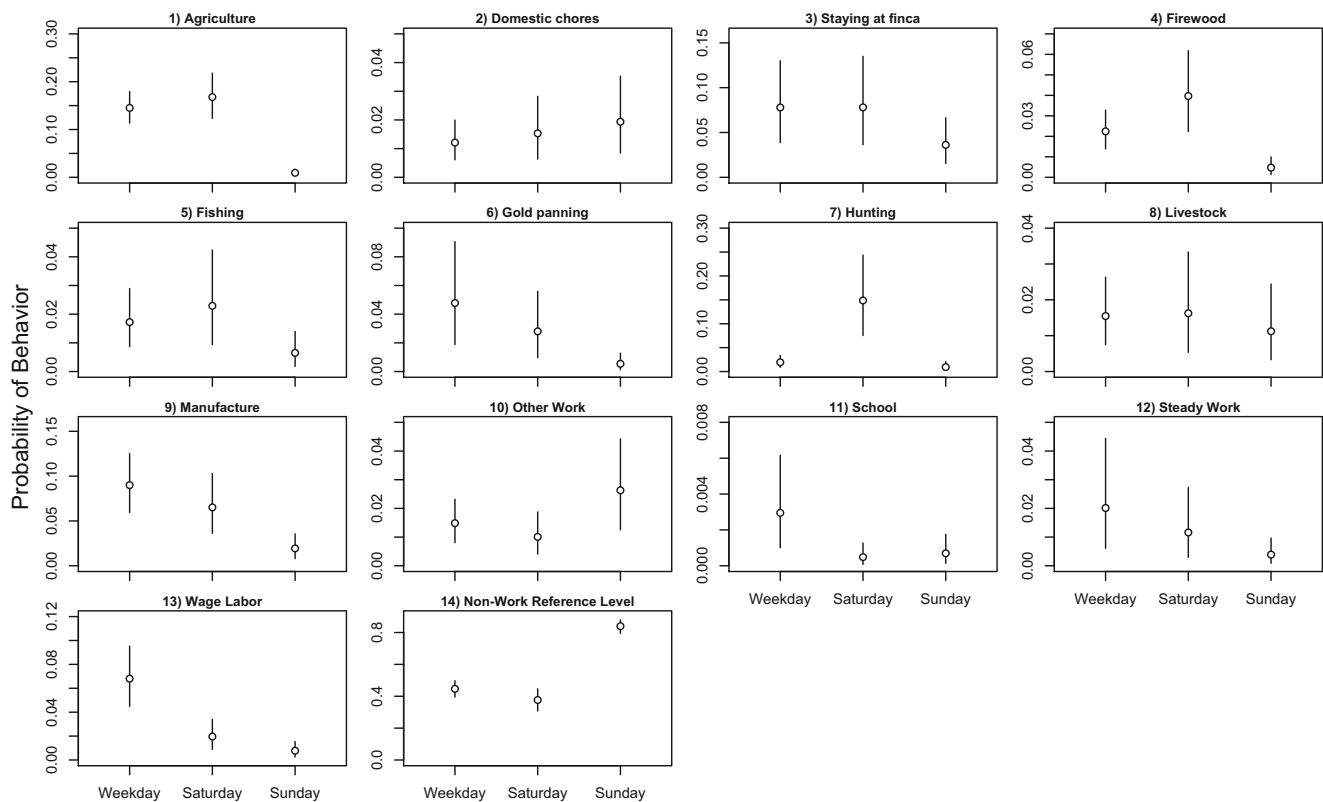 1) Agriculture
2) Domestic chores
3) Staying at finca
4) Firewood
0.30
0.20
0.10
0.00
0.04
0.02
0.00
0.15
0.10
0.05
0.00
0.06
0.03
0.00
5) Fishing
6) Gold panning
7) Hunting
8) Livestock
0.04
0.02
0.00
0.08
0.04
0.00
0.30
0.20
0.10
0.00
0.04
0.02
0.00
Probability of Behavior
9) Manufacture
10) Other Work
11) School
12) Steady Work
0.15
0.10
0.05
0.00
0.04
0.02
0.00
0.008
0.004
0.000
0.04
0.02
0.00
Weekday Saturday Sunday
Weekday Saturday Sunday
13) Wage Labor
14) Non-Work Reference Level
0.12
0.08
0.04
0.00
0.8
0.4
0.0
Weekday Saturday Sunday
Weekday Saturday Sunday